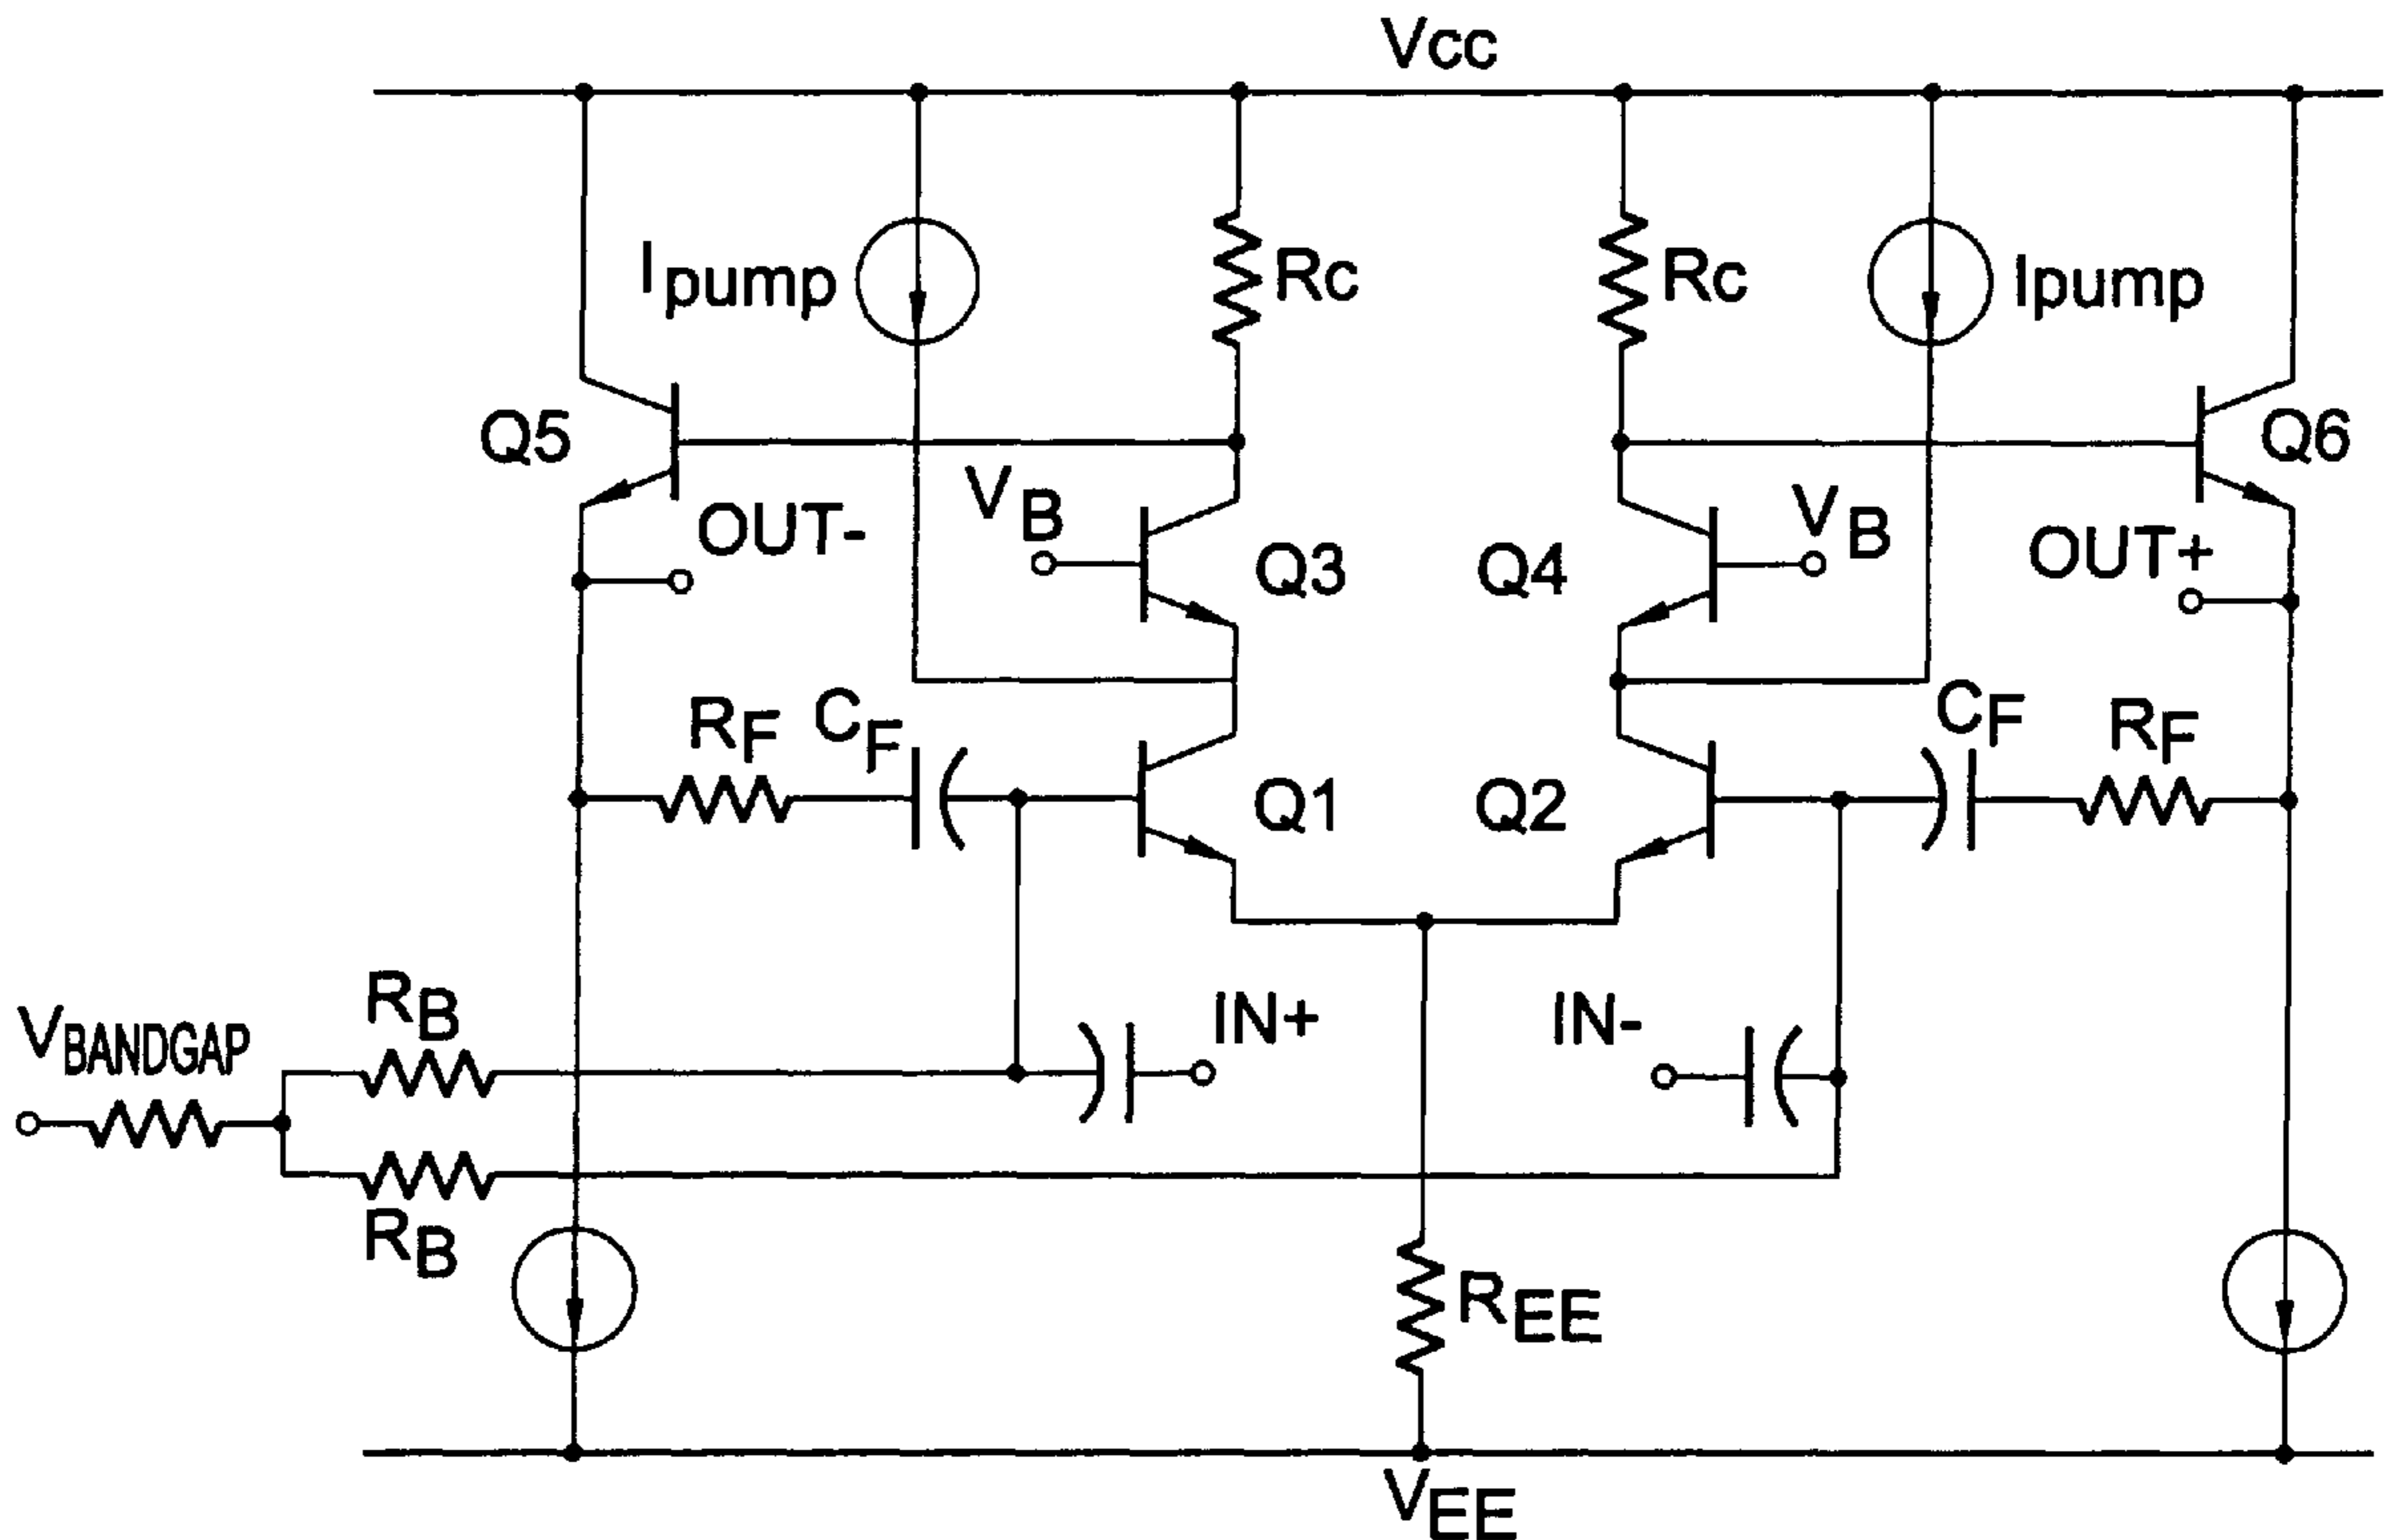 Vcc
Ipump
Rc
Rc
Ipump
Q5
Q6
VB
VB
OUT-
Q3
Q4
OUT+
RF
CF
CF
RF
Q1
Q2
RB
IN+
IN-
VBANDGAP
RB
REE
VEE